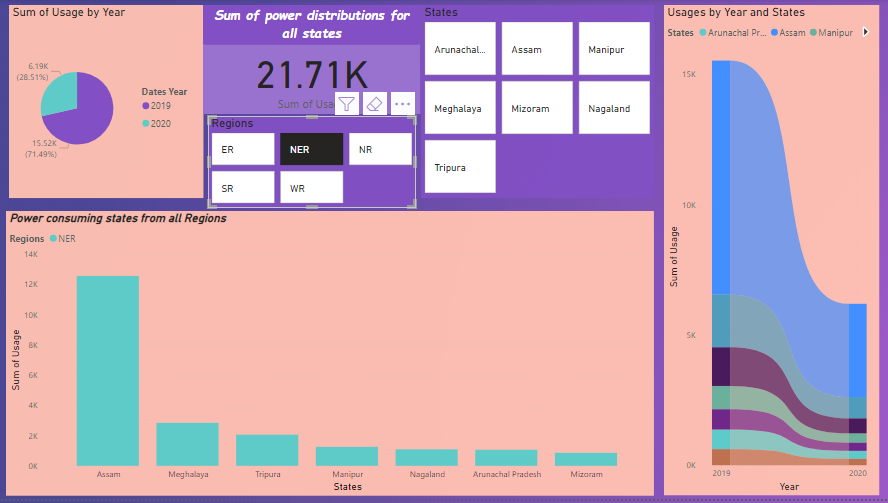 Sum of Usage by Year
6.19K
(28.51%)
15.52K
(71.49%)
Dates Year
2019
2020
Sum of power distributions for
all states
21.71K
Sum of Usa
Regions
ER
NER
NR
SR
WR
States
Arunachal...
Assam
Manipur
Meghalaya
Mizoram
Nagaland
Tripura
Power consuming states from all Regions
Regions NER
Sum of Usage
14K
12K
10K
8K
6K
4K
2K
0K
Assam
Meghalaya
Tripura
Manipur
Nagaland
Arunachal Pradesh
Mizoram
States
Usages by Year and States
States Arunachal Pr... Assam Manipur
Sum of Usage
15K
10K
5K
0K
2019
2020
Year